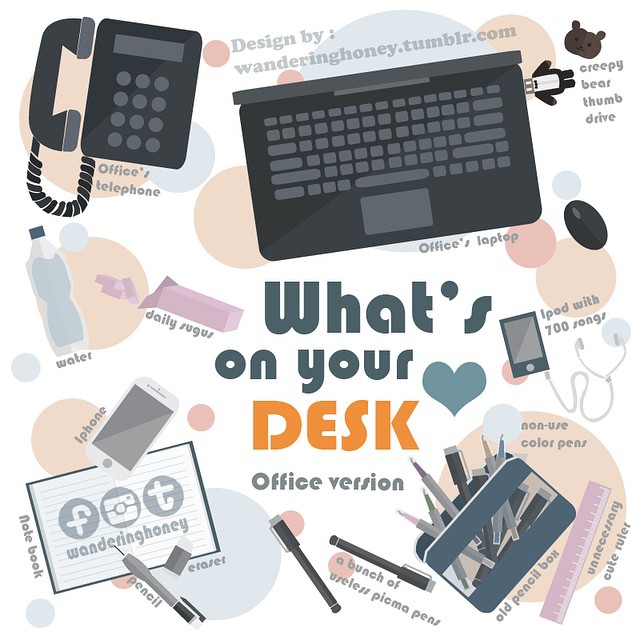 Design by :
wanderinghoney.tumblr.com
creepy
bear
thumb
drive
Office's
telephone
Office's laptop
water
daily sugus
What's
on your
DESK
Office version
Ipod with
700 songs
Iphone
non-use
color pens
Note book
f
t
wanderinghoney
eraser
pencil
a bunch of
useless picma pens
old pencil box
unnecessary
cute ruler